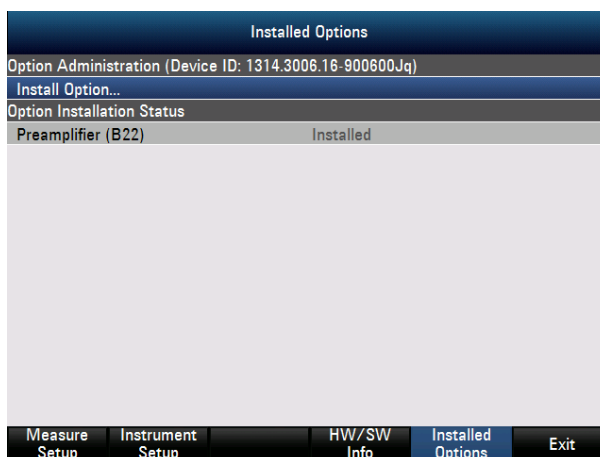 Installed Options
Option Administration (Device ID: 1314.3006.16-900600Jq)
Install Option...
Option Installation Status
Preamplifier (B22) Installed
Measure Instrument HW/SW Installed Exit
Setup Setup Info Options